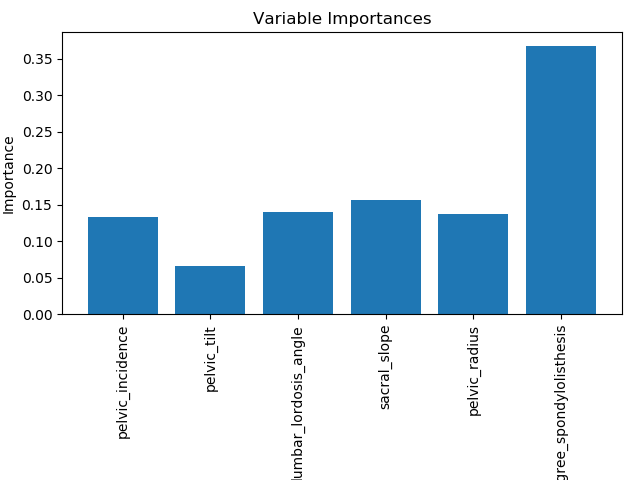 Variable Importances
Importance
0.35
0.30
0.25
0.20
0.15
0.10
0.05
0.00
pelvic_incidence
pelvic_tilt
lumbar_lordosis_angle
sacral_slope
pelvic_radius
gree_spondylolisthesis